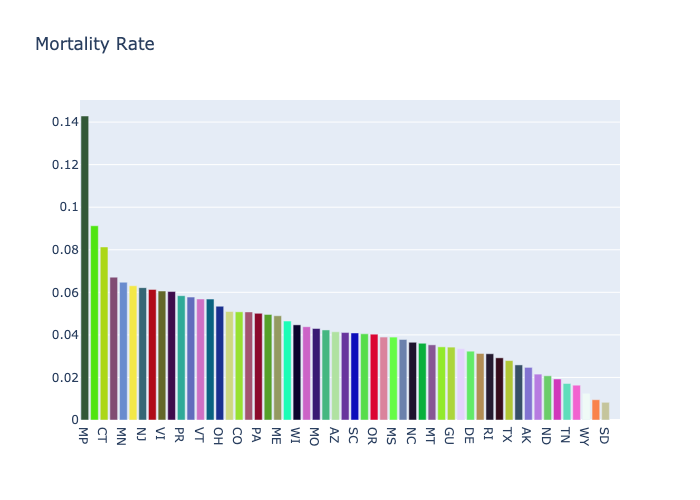 Mortality Rate
0.14
0.12
0.1
0.08
0.06
0.04
0.02
0
MP
CT
MN
NJ
VI
PR
VT
OH
CO
PA
ME
WI
MO
AZ
SC
OR
MS
NC
MT
GU
DE
RI
TX
AK
ND
TN
WY
SD